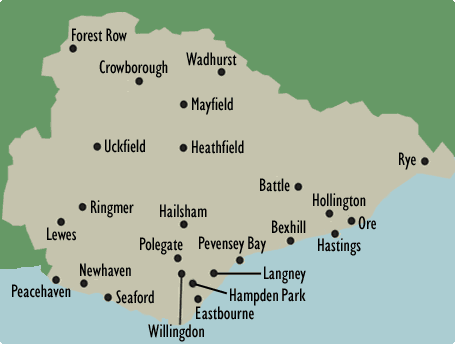 Forest Row
Wadhurst
Crowborough
Mayfield
Uckfield
Heathfield
Rye
Battle
Hollington
Ringmer
Hailsham
Ore
Lewes
Bexhill
Hastings
Polegate
Pevensey Bay
Newhaven
Langney
Peacehaven
Seaford
Hampden Park
Eastbourne
Willingdon